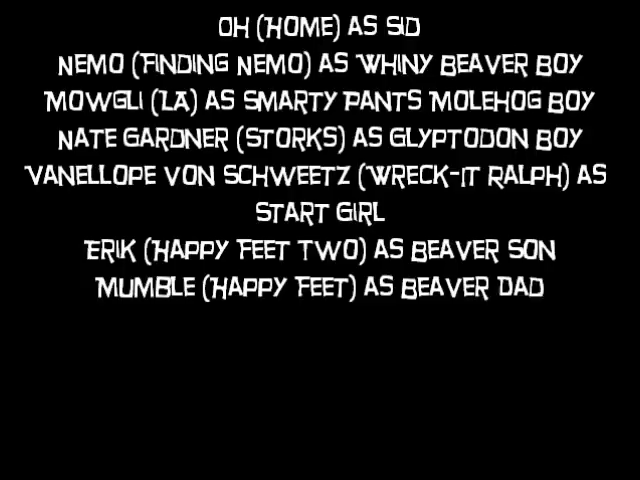 OH (HOME) AS SID
NEMO (FINDING NEMO) AS WHINY BEAVER BOY
MOWGLI (LA) AS SMARTY PANTS MOLEHOG BOY
NATE GARDNER (STORKS) AS GLYPTODON BOY
VANELLOPE VON SCHWEETZ (WRECK-IT RALPH) AS
START GIRL
ERIK (HAPPY FEET TWO) AS BEAVER SON
MUMBLE (HAPPY FEET) AS BEAVER DAD